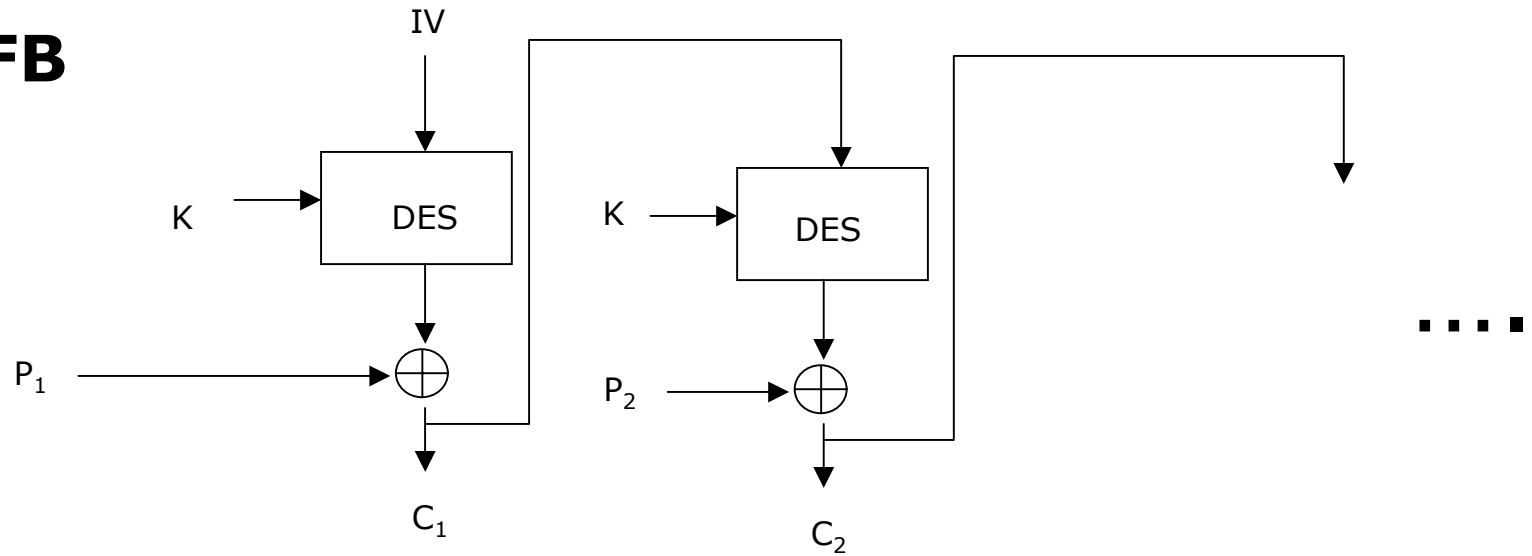 FB
IV
K
DES
K
DES
P₁
P₂
....
C₁
C₂